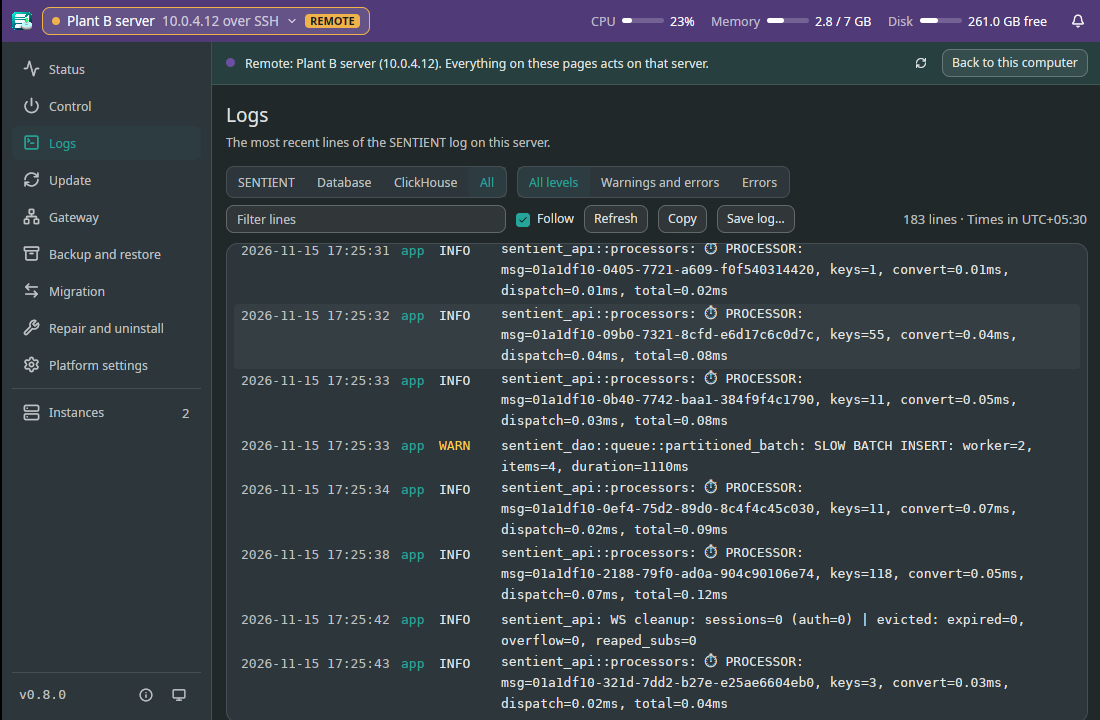 Plant B server 10.0.4.12 over SSH REMOTE
CPU 23% Memory 2.8 / 7 GB Disk 261.0 GB free
Status
Control
Logs
Update
Gateway
Backup and restore
Migration
Repair and uninstall
Platform settings
Instances 2
v0.8.0
Remote: Plant B server (10.0.4.12). Everything on these pages acts on that server.
Back to this computer
Logs
The most recent lines of the SENTIENT log on this server.
SENTIENT Database ClickHouse All All levels Warnings and errors Errors
Filter lines Follow Refresh Copy Save log... 183 lines · Times in UTC+05:30
2026-11-15 17:25:31 app INFO sentient_api::processors: ⏱ PROCESSOR:
msg=01a1df10-0405-7721-a609-f0f540314420, keys=1, convert=0.01ms,
dispatch=0.01ms, total=0.02ms
2026-11-15 17:25:32 app INFO sentient_api::processors: ⏱ PROCESSOR:
msg=01a1df10-09b0-7321-8cfd-e6d17c6c0d7c, keys=55, convert=0.04ms,
dispatch=0.04ms, total=0.08ms
2026-11-15 17:25:33 app INFO sentient_api::processors: ⏱ PROCESSOR:
msg=01a1df10-0b40-7742-baa1-384f9f4c1790, keys=11, convert=0.05ms,
dispatch=0.03ms, total=0.08ms
2026-11-15 17:25:33 app WARN sentient_dao::queue::partitioned_batch: SLOW BATCH INSERT: worker=2,
items=4, duration=1110ms
2026-11-15 17:25:34 app INFO sentient_api::processors: ⏱ PROCESSOR:
msg=01a1df10-0ef4-75d2-89d0-8c4f4c45c030, keys=11, convert=0.07ms,
dispatch=0.02ms, total=0.09ms
2026-11-15 17:25:38 app INFO sentient_api::processors: ⏱ PROCESSOR:
msg=01a1df10-2188-79f0-ad0a-904c90106e74, keys=118, convert=0.05ms,
dispatch=0.07ms, total=0.12ms
2026-11-15 17:25:42 app INFO sentient_api: WS cleanup: sessions=0 (auth=0) | evicted: expired=0,
overflow=0, reaped_subs=0
2026-11-15 17:25:43 app INFO sentient_api::processors: ⏱ PROCESSOR:
msg=01a1df10-321d-7dd2-b27e-e25ae6604eb0, keys=3, convert=0.03ms,
dispatch=0.02ms, total=0.04ms